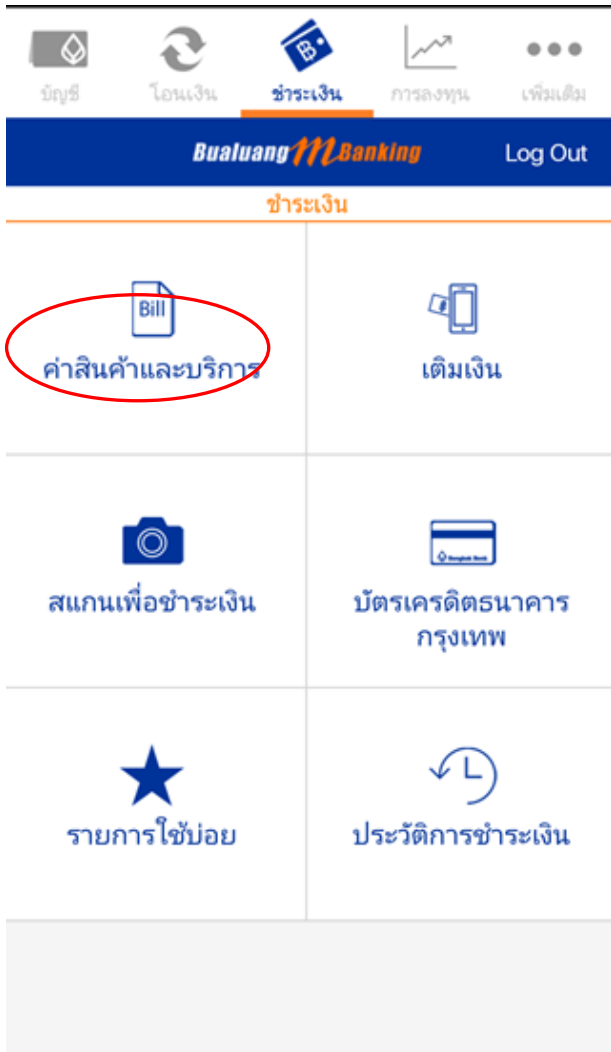 บัญชี
โอนเงิน
ชำระเงิน
การลงทุน
เพิ่มเติม
Bualuang mBanking
Log Out
ชำระเงิน
Bill
ค่าสินค้าและบริการ
เติมเงิน
สแกนเพื่อชำระเงิน
Bangkok Bank
บัตรเครดิตธนาคาร
กรุงเทพ
รายการใช้บ่อย
ประวัติการชำระเงิน